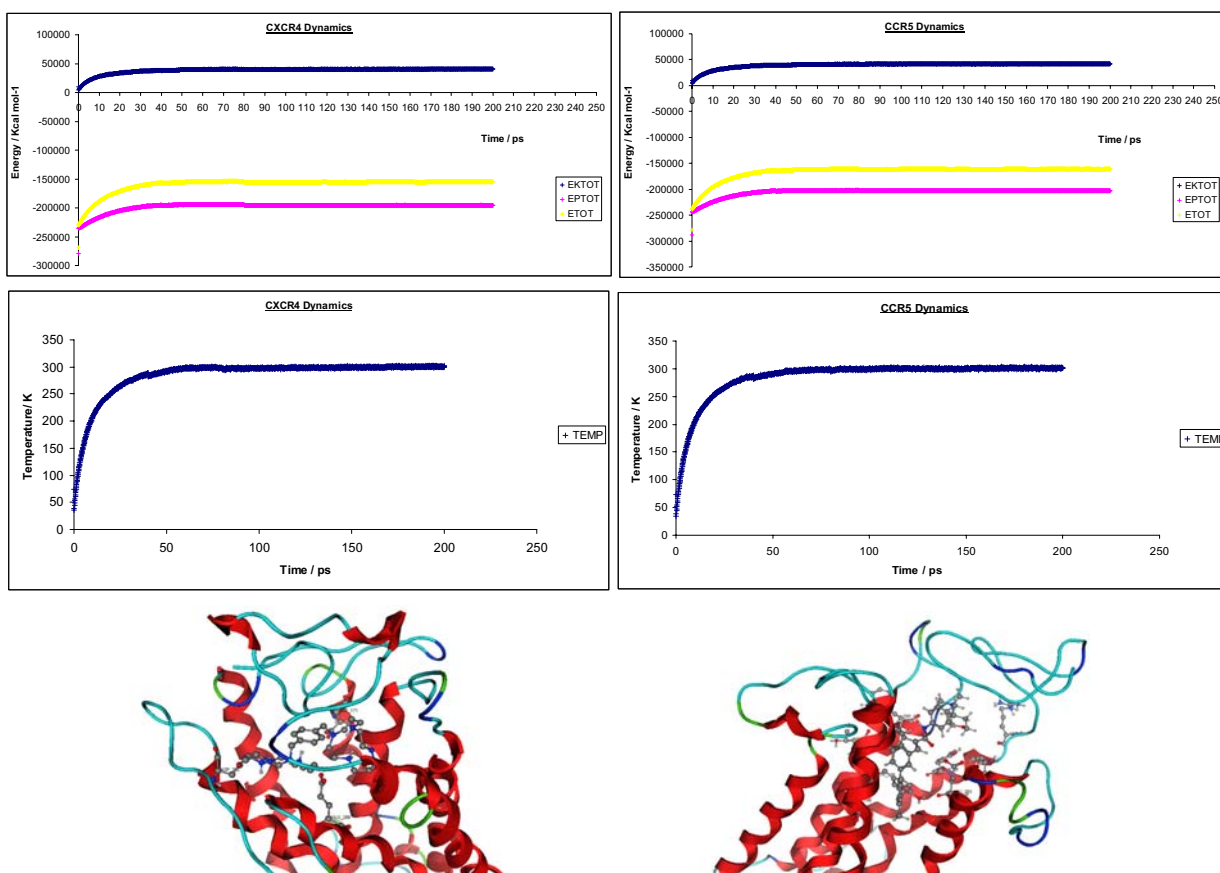 CXCR4 Dynamics
100000
50000
0
-50000
-100000
-150000
-200000
-250000
-300000
0 10 20 30 40 50 60 70 80 90 100 110 120 130 140 150 160 170 180 190 200 210 220 230 240 250
Energy / Kcal mol-1
Time / ps
EKTOT
EPTOT
ETOT
CCR5 Dynamics
100000
50000
0
-50000
-100000
-150000
-200000
-250000
-300000
-350000
0 10 20 30 40 50 60 70 80 90 100 110 120 130 140 150 160 170 180 190 200 210 220 230 240 250
Energy / Kcal mol-1
Time / ps
EKTOT
EPTOT
ETOT
CXCR4 Dynamics
350
300
250
200
150
100
50
0
0 50 100 150 200 250
Temperature/ K
Time / ps
TEMP
CCR5 Dynamics
350
300
250
200
150
100
50
0
0 50 100 150 200 250
Temperature / K
Time / ps
TEM